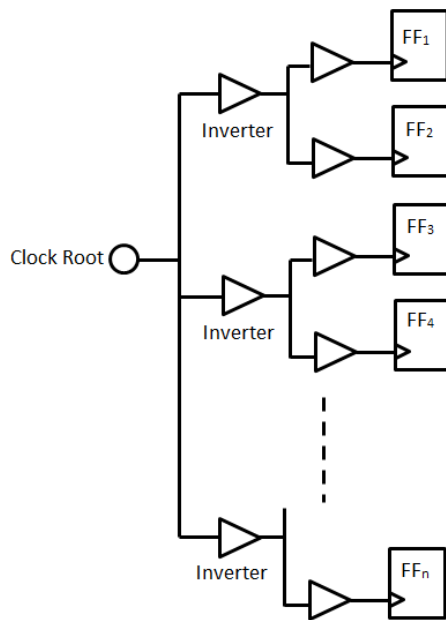 FF1
Inverter
FF2
FF3
Clock Root
FF4
Inverter
FFn
Inverter